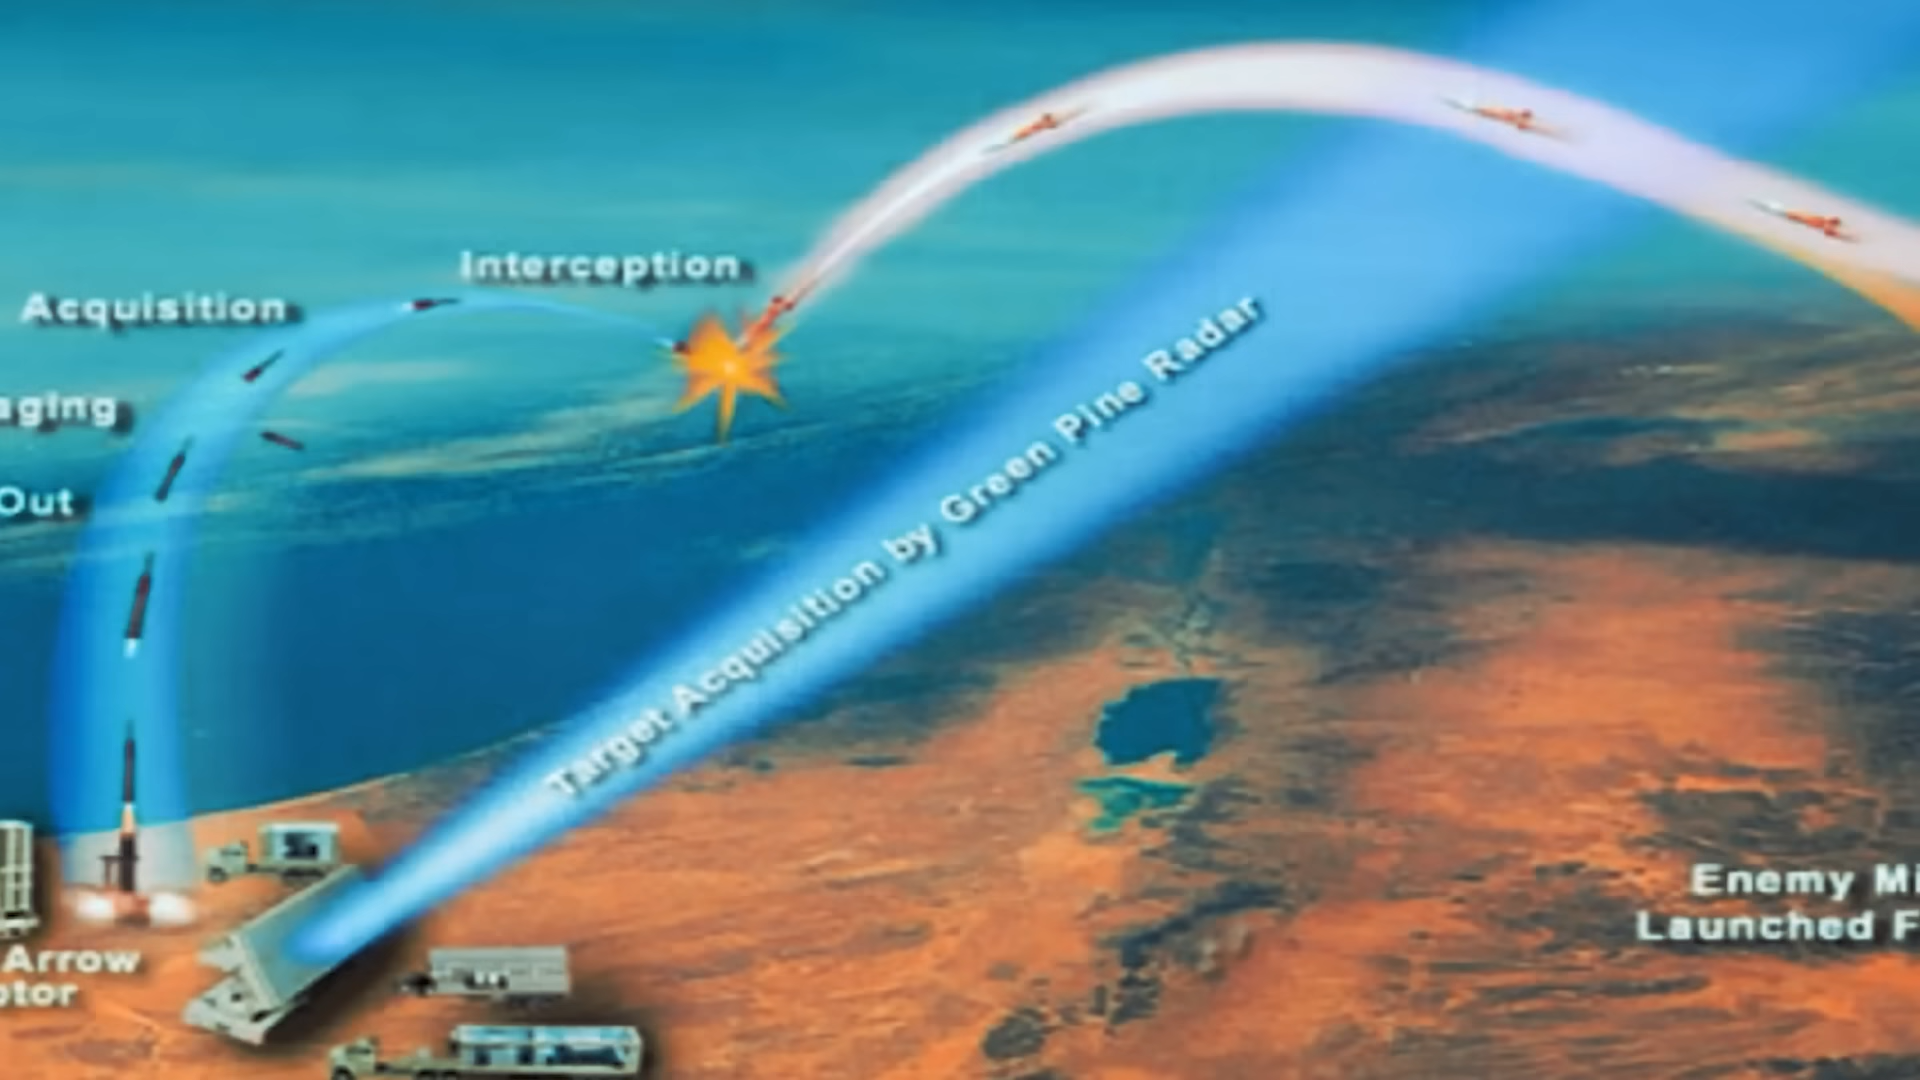 Interception
Acquisition
aging
Out
Target Acquisition by Green Pine Radar
Enemy Mi
Launched F
Arrow
ptor